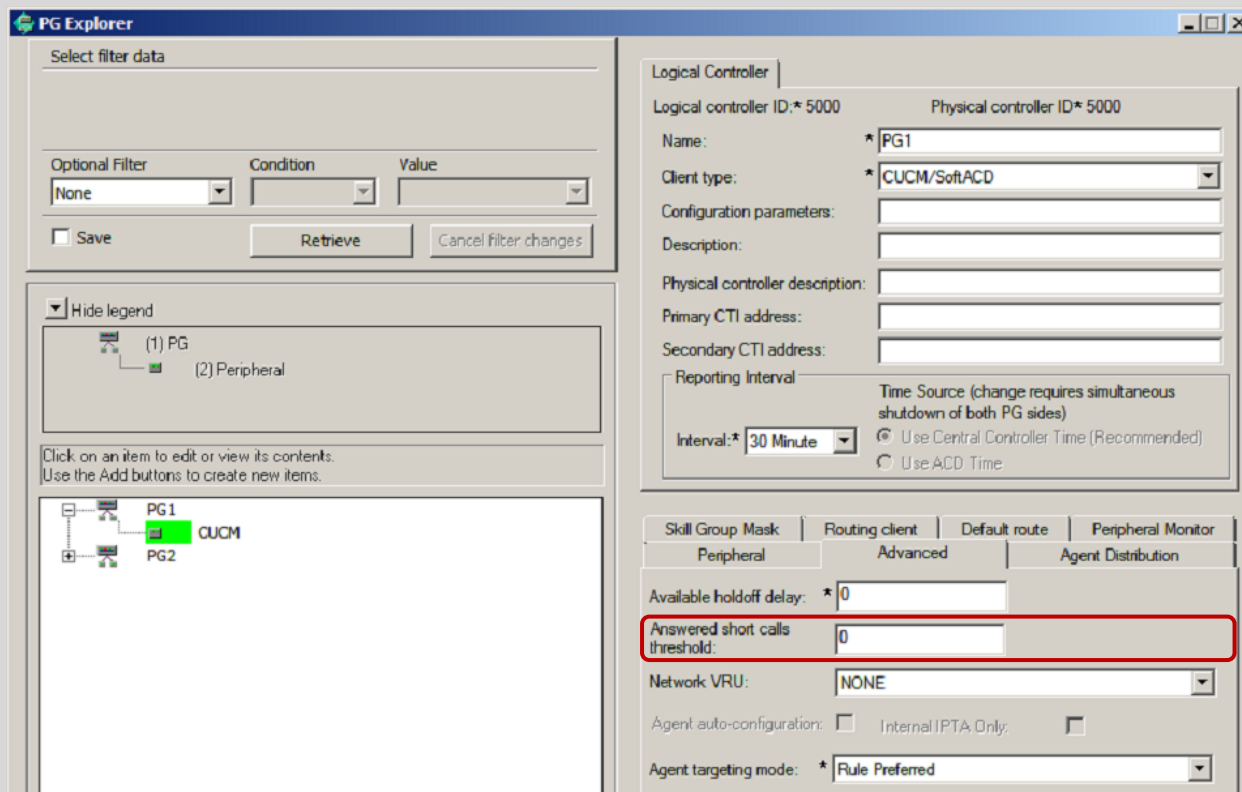 PG Explorer
Select filter data
Optional Filter Condition Value
None
Save Retrieve Cancel filter changes
Hide legend
(1) PG
(2) Peripheral
Click on an item to edit or view its contents.
Use the Add buttons to create new items.
PG1
CUCM
PG2
Logical Controller
Logical controller ID:* 5000 Physical controller ID* 5000
Name: * PG1
Client type: * CUCM/SoftACD
Configuration parameters:
Description:
Physical controller description:
Primary CTI address:
Secondary CTI address:
Reporting Interval
Time Source (change requires simultaneous
shutdown of both PG sides)
Interval:* 30 Minute
Use Central Controller Time (Recommended)
Use ACD Time
Skill Group Mask Routing client Default route Peripheral Monitor
Peripheral Advanced Agent Distribution
Available holdoff delay: * 0
Answered short calls
threshold: 0
Network VRU: NONE
Agent auto-configuration: Internal IPTA Only:
Agent targeting mode: * Rule Preferred